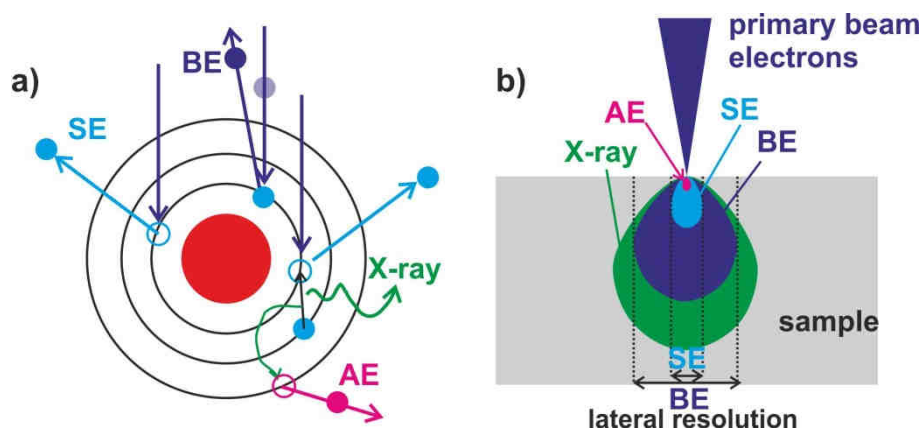 a)
BE
SE
X-ray
AE
b)
primary beam
electrons
AE
SE
X-ray
BE
sample
SE
BE
lateral resolution